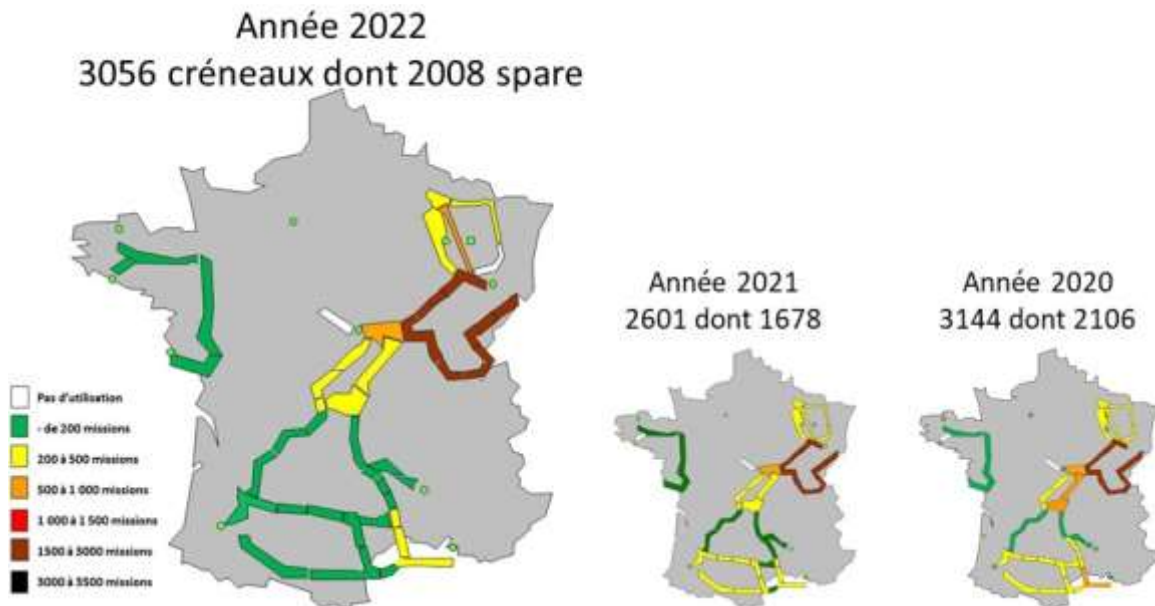 Année 2022
3056 créneaux dont 2008 spare
Année 2021
2601 dont 1678
Année 2020
3144 dont 2106
Pas d'utilisation
- de 200 missions
200 à 500 missions
500 à 1 000 missions
1 000 à 1 500 missions
1500 à 3000 missions
3000 à 3500 missions